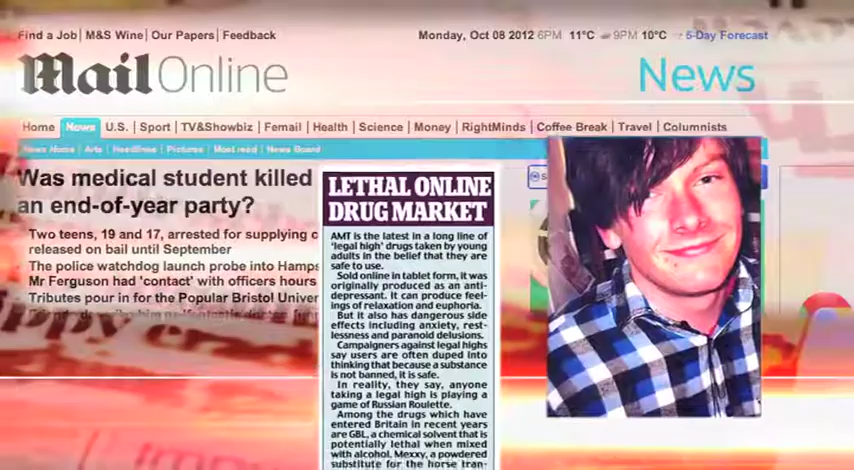 Find a Job | M&S Wine | Our Papers | Feedback
Monday, Oct 08 2012 6PM 11°C 9PM 10°C 5-Day Forecast
Mail Online
News
Home News U.S. | Sport | TV&Showbiz | Femail | Health | Science | Money | RightMinds | Coffee Break | Travel | Columnists
News Home | Arts | Headlines | Pictures | Most read | News Board
Was medical student killed
an end-of-year party?
Two teens, 19 and 17, arrested for supplying c
released on bail until September
The police watchdog launch probe into Hamps
Mr Ferguson had 'contact' with officers hours
Tributes pour in for the Popular Bristol Univer
LETHAL ONLINE
DRUG MARKET
AMT is the latest in a long line of
'legal high' drugs taken by young
adults in the belief that they are
safe to use.
Sold online in tablet form, it was
originally produced as an anti-
depressant. It can produce feel-
ings of relaxation and euphoria.
But it also has dangerous side
effects including anxiety, rest-
lessness and paranoid delusions.
Campaigners against legal highs
say users are often duped into
thinking that because a substance
is not banned, it is safe.
In reality, they say, anyone
taking a legal high is playing a
game of Russian Roulette.
Among the drugs which have
entered Britain in recent years
are GBL, a chemical solvent that is
potentially lethal when mixed
with alcohol. Mexxy, a powdered
substitute for the horse tran-